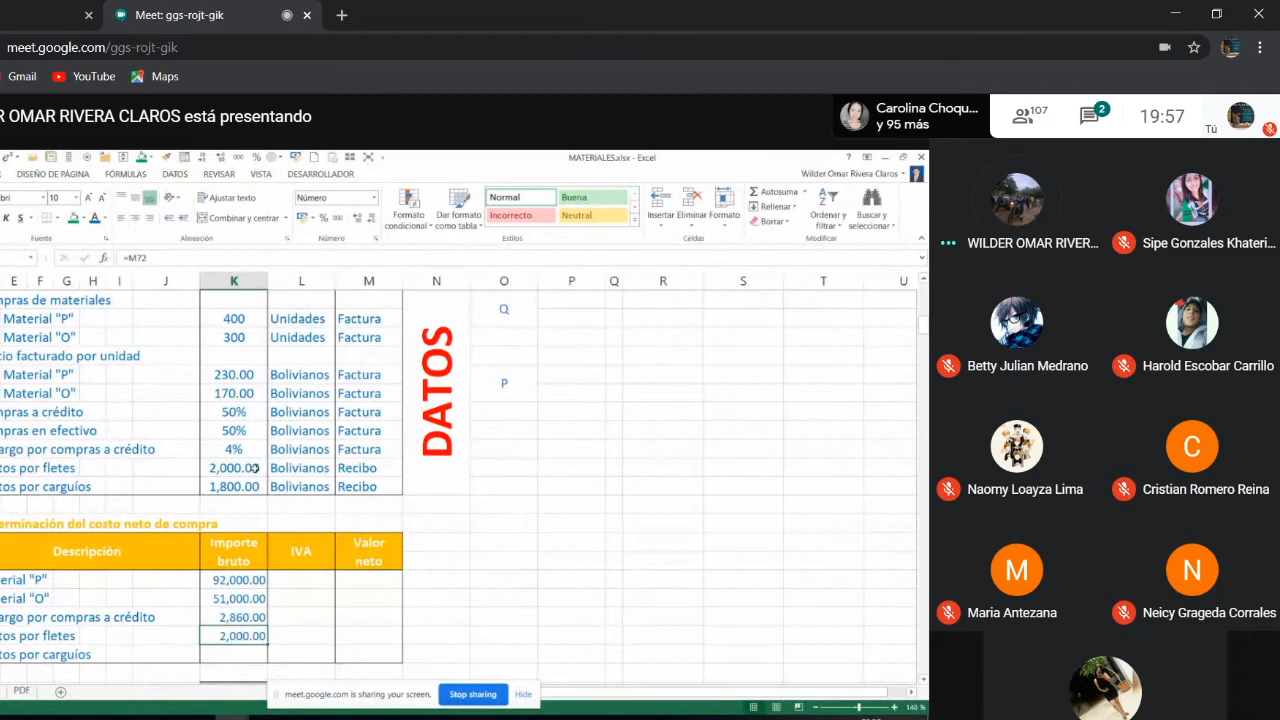 Meet: ggs-rojt-gik
meet.google.com/ggs-rojt-gik
Gmail YouTube Maps
R OMAR RIVERA CLAROS está presentando
Carolina Choqu...
y 95 más
107 2 19:57 Tú
MATERIALES.xlsx - Excel
DISEÑO DE PÁGINA FÓRMULAS DATOS REVISAR VISTA DESARROLLADOR
Wilder Omar Rivera Claros
bri 10 Ajustar texto Número Normal Buena Autosuma
Formato condicional Dar formato como tabla Insertar Eliminar Formato Rellenar Ordenar y filtrar Buscar y seleccionar
K S Combinar y centrar Incorrecto Neutral Borrar
Fuente Alineación Número Estilos Celdas Modificar
fx =M72
E F G H I J K L M N O P Q R S T U
mpras de materiales
Material "P" 400 Unidades Factura
Material "O" 300 Unidades Factura
cio facturado por unidad
Material "P" 230.00 Bolivianos Factura
Material "O" 170.00 Bolivianos Factura
mpras a crédito 50% Bolivianos Factura
mpras en efectivo 50% Bolivianos Factura
cargo por compras a crédito 4% Bolivianos Factura
tos por fletes 2,000.00 Bolivianos Recibo
tos por carguíos 1,800.00 Bolivianos Recibo
DATOS
Q
P
erminación del costo neto de compra
Descripción Importe bruto IVA Valor neto
erial "P" 92,000.00
erial "O" 51,000.00
argo por compras a crédito 2,860.00
tos por fletes 2,000.00
tos por carguíos
PDF
meet.google.com is sharing your screen. Stop sharing Hide
140 %
WILDER OMAR RIVER...
Sipe Gonzales Khateri...
Betty Julian Medrano
Harold Escobar Carrillo
Naomy Loayza Lima
C
Cristian Romero Reina
M
Maria Antezana
N
Neicy Grageda Corrales